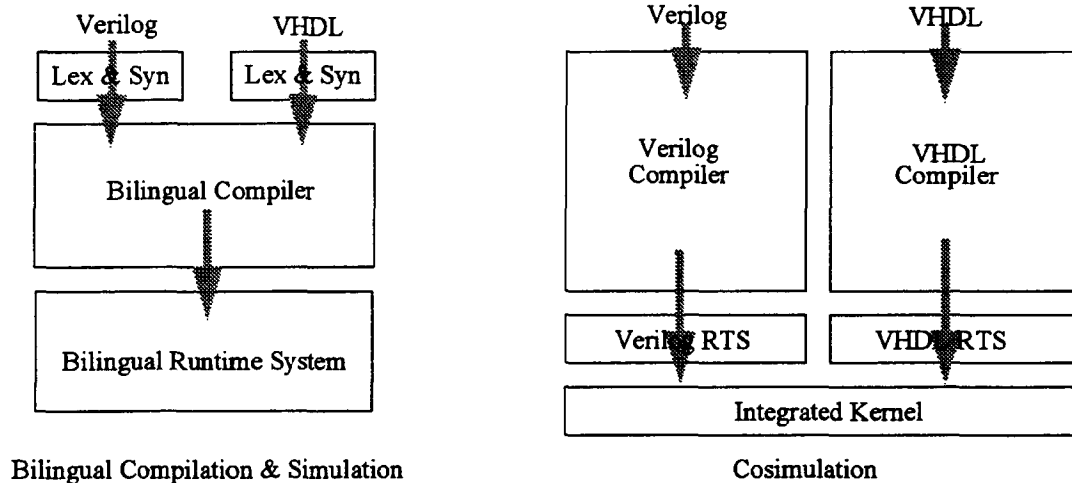 Verilog
VHDL
Lex & Syn
Lex & Syn
Bilingual Compiler
Bilingual Runtime System
Bilingual Compilation & Simulation
Verilog
VHDL
Verilog
Compiler
VHDL
Compiler
Verilog RTS
VHDL RTS
Integrated Kernel
Cosimulation